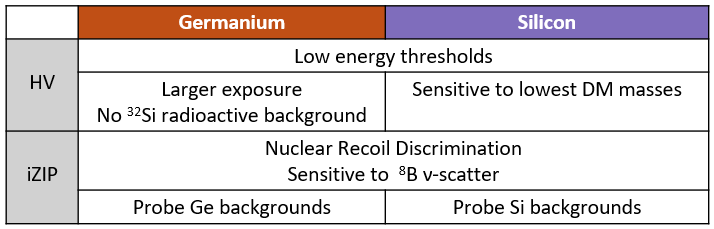 Germanium Silicon
HV
Low energy thresholds
Larger exposure
No ³²Si radioactive background
Sensitive to lowest DM masses
iZIP
Nuclear Recoil Discrimination
Sensitive to ⁸B ν-scatter
Probe Ge backgrounds
Probe Si backgrounds